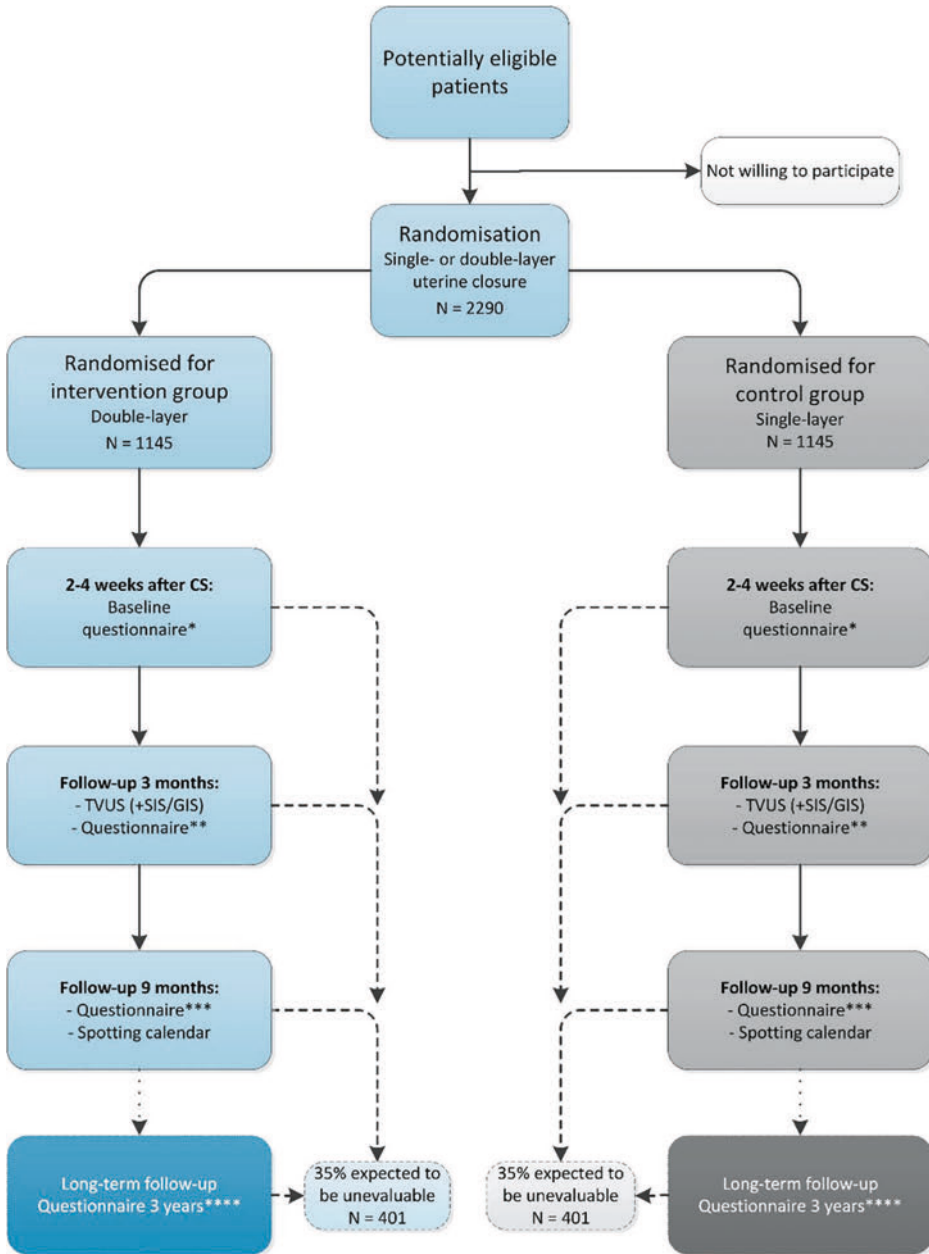 Potentially eligible
patients
Not willing to participate
Randomisation
Single- or double-layer
uterine closure
N = 2290
Randomised for
intervention group
Double-layer
N = 1145
Randomised for
control group
Single-layer
N = 1145
2-4 weeks after CS:
Baseline
questionnaire*
2-4 weeks after CS:
Baseline
questionnaire*
Follow-up 3 months:
- TVUS (+SIS/GIS)
- Questionnaire**
Follow-up 3 months:
- TVUS (+SIS/GIS)
- Questionnaire**
Follow-up 9 months:
- Questionnaire***
- Spotting calendar
Follow-up 9 months:
- Questionnaire***
- Spotting calendar
Long-term follow-up
Questionnaire 3 years****
35% expected to
be unevaluable
N = 401
35% expected to
be unevaluable
N = 401
Long-term follow-up
Questionnaire 3 years****